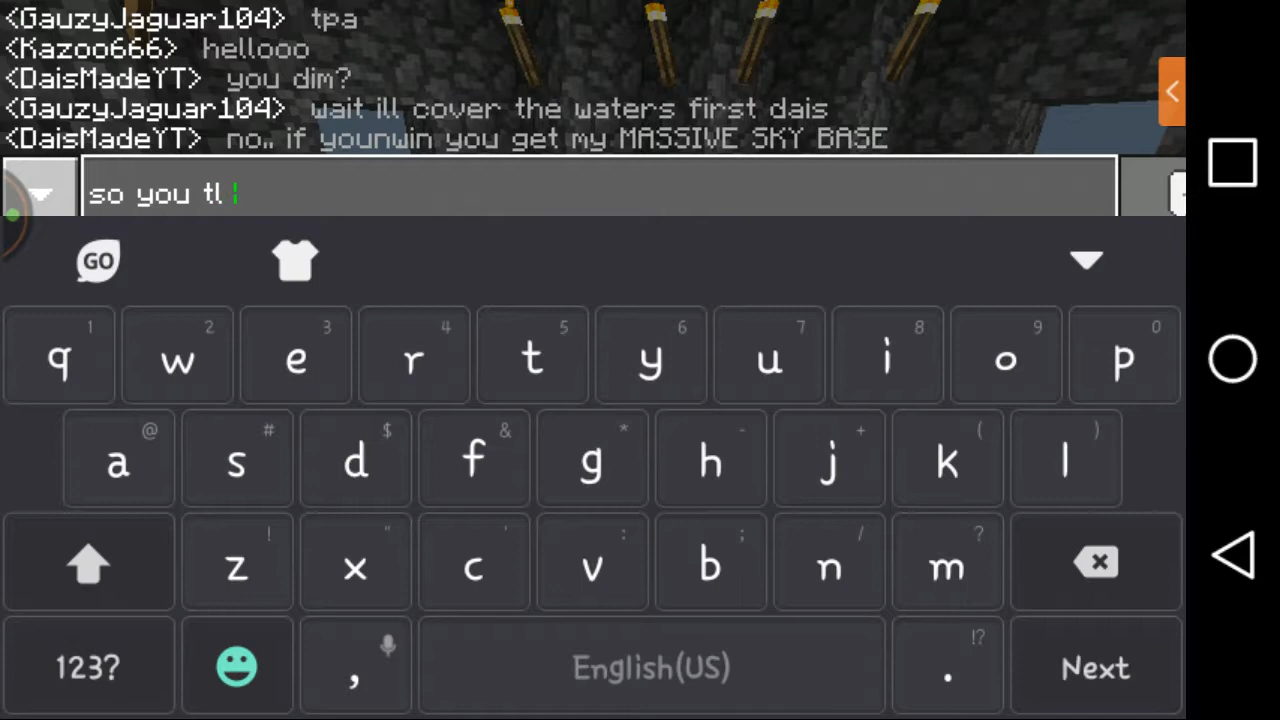 <GauzyJaguar104> tpa
<Kazoo666> hellooo
<DaisMadeYT> you dim?
<GauzyJaguar104> wait ill cover the waters first dais
<DaisMadeYT> no.. if younwin you get my MASSIVE SKY BASE
so you tl
GO
1 2 3 4 5 6 7 8 9 0
q w e r t y u i o p
@ # $ & * - + ( )
a s d f g h j k l
! " ' : ; / ?
z x c v b n m
!?
123? , English(US) . Next